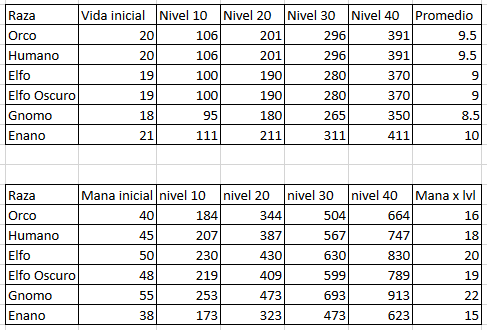 Raza Vida inicial Nivel 10 Nivel 20 Nivel 30 Nivel 40 Promedio
Orco 20 106 201 296 391 9.5
Humano 20 106 201 296 391 9.5
Elfo 19 100 190 280 370 9
Elfo Oscuro 19 100 190 280 370 9
Gnomo 18 95 180 265 350 8.5
Enano 21 111 211 311 411 10
Raza Mana inicial nivel 10 nivel 20 nivel 30 nivel 40 Mana x lvl
Orco 40 184 344 504 664 16
Humano 45 207 387 567 747 18
Elfo 50 230 430 630 830 20
Elfo Oscuro 48 219 409 599 789 19
Gnomo 55 253 473 693 913 22
Enano 38 173 323 473 623 15